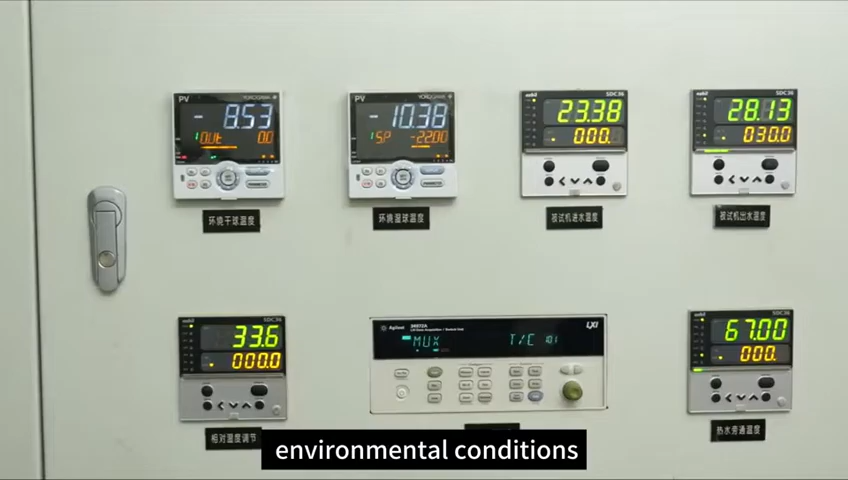 PV YOKOGAWA
- 8.53
OUt 0.0
环境干球温度
PV YOKOGAWA
- 10.38
SP -22.00
环境湿球温度
azbil SDC36
23.38
000.
被试机进水温度
azbil SDC36
28.13
030.0
被试机出水温度
SDC36
33.6
000.0
相对湿度调节
Agilent 34972A
LXI
MUX T/C 101
azbil SDC36
67.00
000.
热水旁通温度
environmental conditions